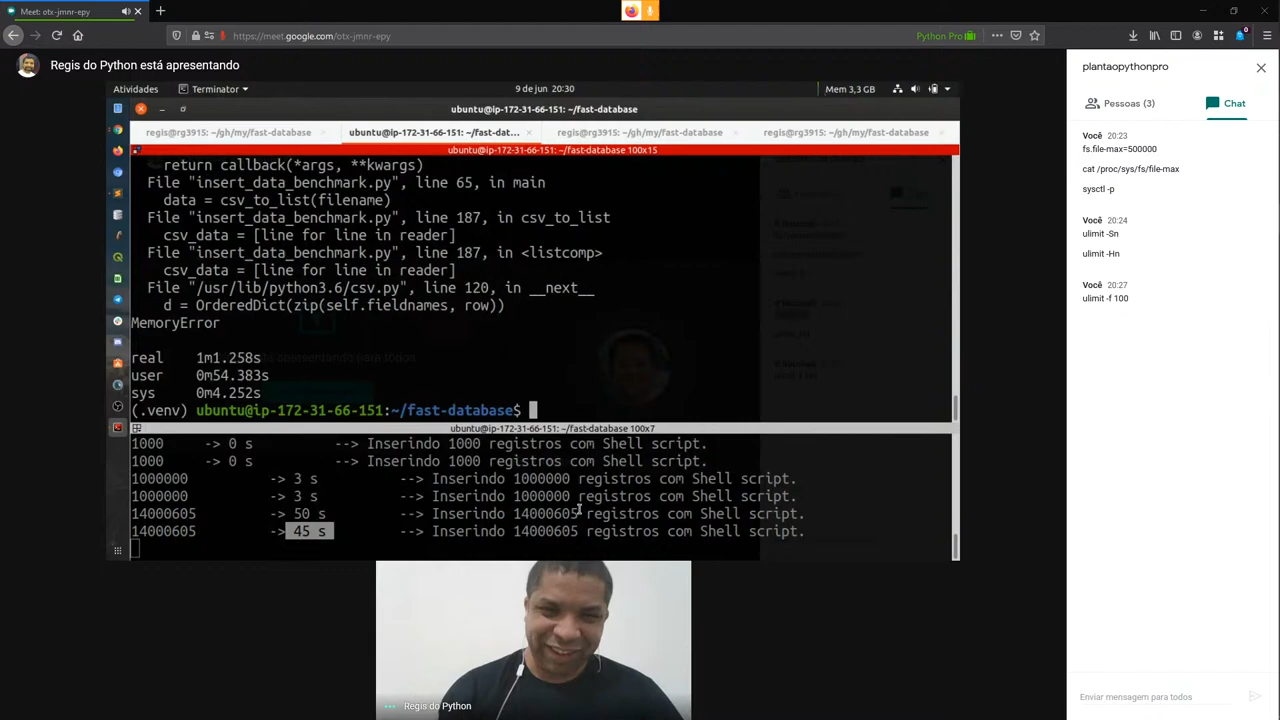 Meet: otx-jmnr-epy
https://meet.google.com/otx-jmnr-epy
Python Pro
Regis do Python está apresentando
plantaopythonpro
Pessoas (3)
Chat
Atividades
Terminator
9 de jun 20:30
Mem 3,3 GB
ubuntu@ip-172-31-66-151: ~/fast-database
regis@rg3915: ~/gh/my/fast-database
ubuntu@ip-172-31-66-151: ~/fast-dat...
regis@rg3915: ~/gh/my/fast-database
regis@rg3915: ~/gh/my/fast-database
ubuntu@ip-172-31-66-151: ~/fast-database 100x15
return callback(*args, **kwargs)
File "insert_data_benchmark.py", line 65, in main
data = csv_to_list(filename)
File "insert_data_benchmark.py", line 187, in csv_to_list
csv_data = [line for line in reader]
File "insert_data_benchmark.py", line 187, in <listcomp>
csv_data = [line for line in reader]
File "/usr/lib/python3.6/csv.py", line 120, in __next__
d = OrderedDict(zip(self.fieldnames, row))
MemoryError
real 1m1.258s
user 0m54.383s
sys 0m4.252s
(.venv) ubuntu@ip-172-31-66-151:~/fast-database$
ubuntu@ip-172-31-66-151: ~/fast-database 100x7
1000 -> 0 s --> Inserindo 1000 registros com Shell script.
1000 -> 0 s --> Inserindo 1000 registros com Shell script.
1000000 -> 3 s --> Inserindo 1000000 registros com Shell script.
1000000 -> 3 s --> Inserindo 1000000 registros com Shell script.
14000605 -> 50 s --> Inserindo 14000605 registros com Shell script.
14000605 -> 45 s --> Inserindo 14000605 registros com Shell script.
Regis do Python
Você 20:23
fs.file-max=500000
cat /proc/sys/fs/file-max
sysctl -p
Você 20:24
ulimit -Sn
ulimit -Hn
Você 20:27
ulimit -f 100
Enviar mensagem para todos